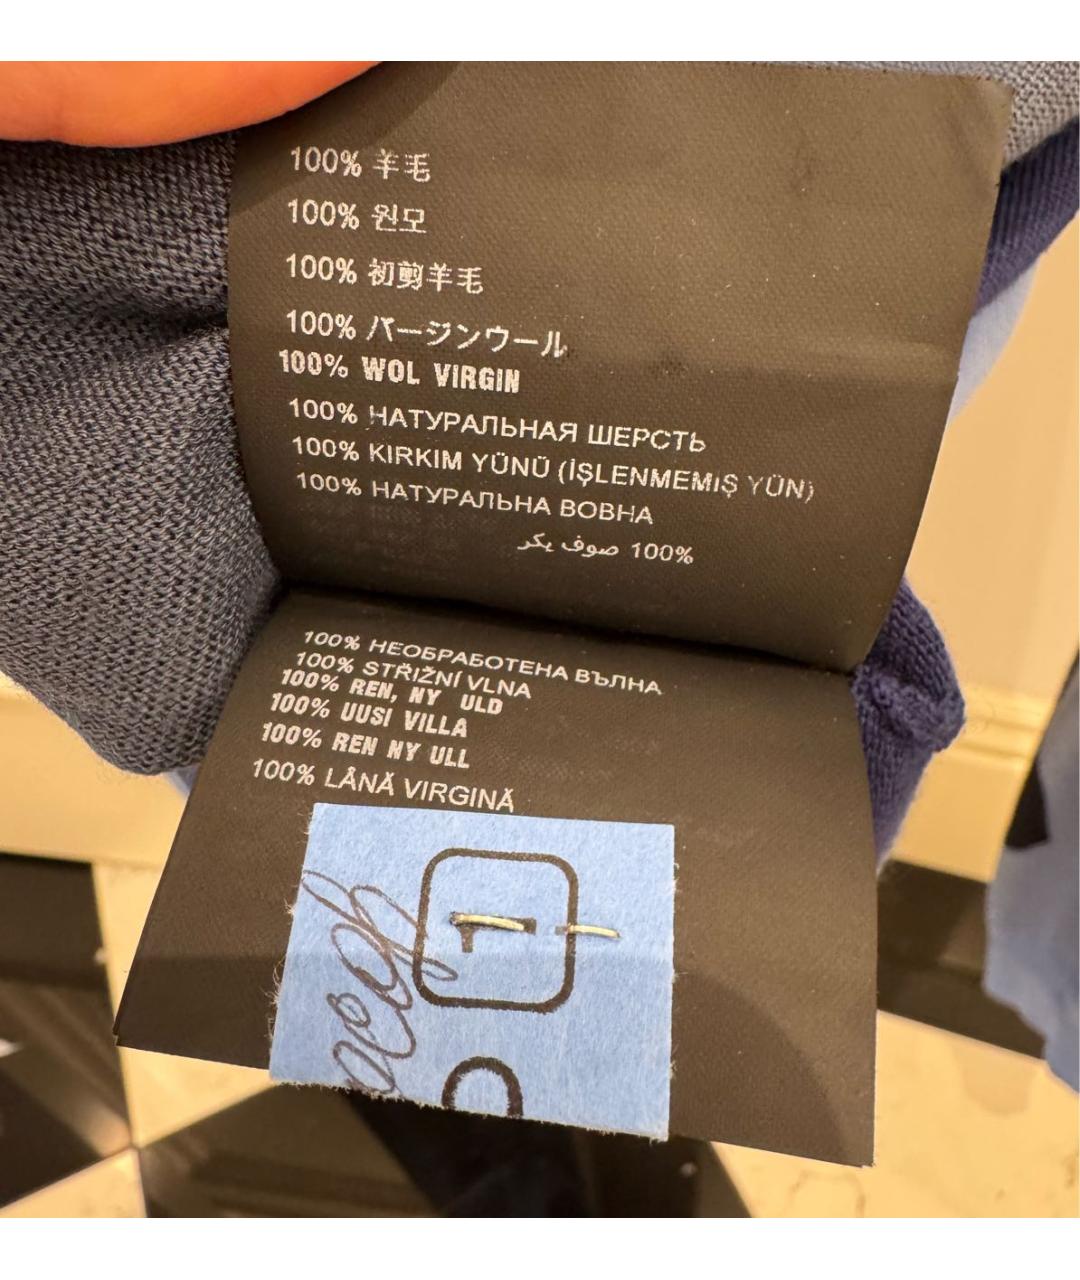 100% 羊毛
100% 원모
100% 初剪羊毛
100% バージンウール
100% WOL VIRGIN
100% НАТУРАЛЬНАЯ ШЕРСТЬ
100% KIRKIM YÜNÜ (İŞLENMEMİŞ YÜN)
100% НАТУРАЛЬНА ВОВНА
100% صوف بكر
100% НЕОБРАБОТЕНА ВЪЛНА
100% STŘIŽNÍ VLNA
100% REN, NY ULD
100% UUSI VILLA
100% REN NY ULL
100% LÂNĂ VIRGINĂ